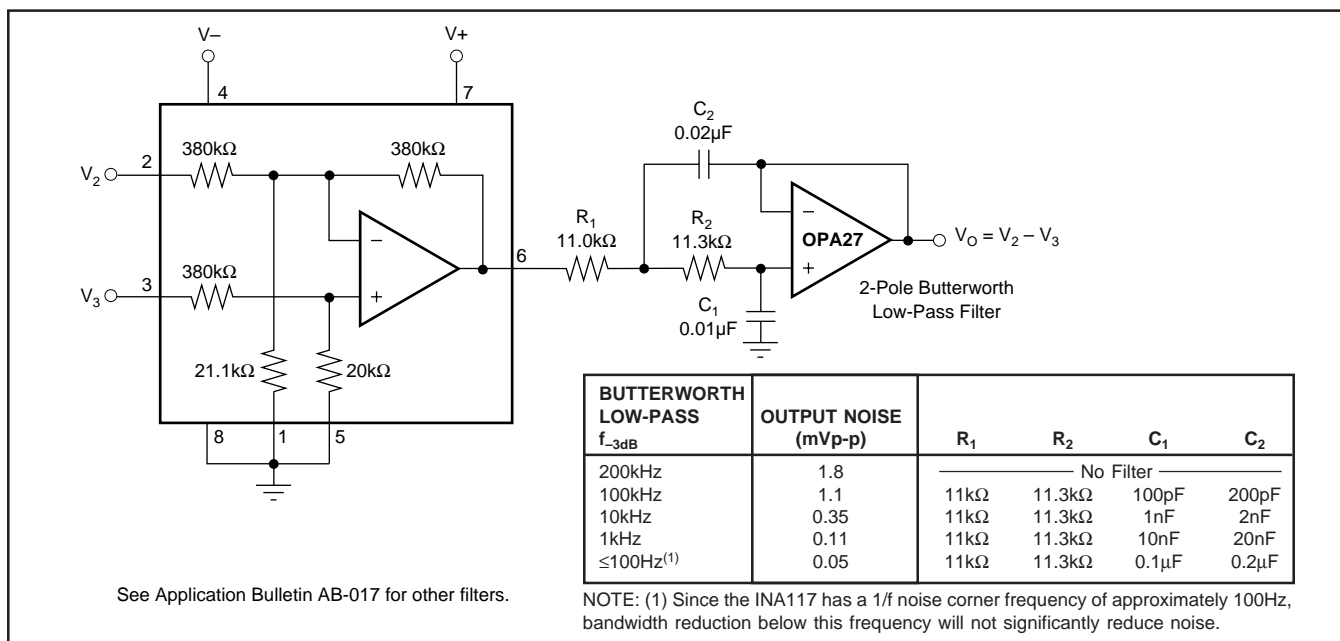 V– V+
4 7
C₂
0.02µF
380kΩ 380kΩ
2
V₂
–
R₁ R₂
11.0kΩ 11.3kΩ
–
OPA27
+
V_O = V₂ – V₃
6
380kΩ
3
V₃
+
2-Pole Butterworth
Low-Pass Filter
C₁
0.01µF
21.1kΩ 20kΩ
8 1 5
BUTTERWORTH
LOW-PASS OUTPUT NOISE
f–3dB (mVp-p) R₁ R₂ C₁ C₂
200kHz 1.8 No Filter
100kHz 1.1 11kΩ 11.3kΩ 100pF 200pF
10kHz 0.35 11kΩ 11.3kΩ 1nF 2nF
1kHz 0.11 11kΩ 11.3kΩ 10nF 20nF
≤100Hz(1) 0.05 11kΩ 11.3kΩ 0.1µF 0.2µF
See Application Bulletin AB-017 for other filters.
NOTE: (1) Since the INA117 has a 1/f noise corner frequency of approximately 100Hz,
bandwidth reduction below this frequency will not significantly reduce noise.